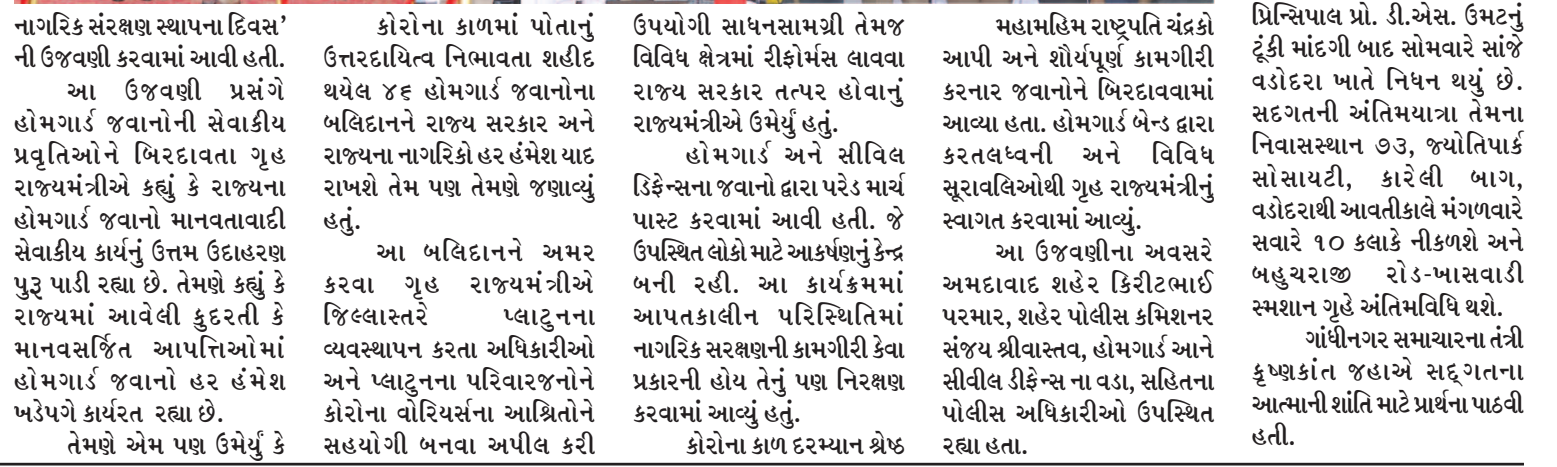 નાગરિક સંરક્ષણ સ્થાપના દિવસ’
ની ઉજવણી કરવામાં આવી હતી.
આ ઉજવણી પ્રસંગે
હોમગાર્ડ જવાનોની સેવાકીય
પ્રવૃતિઓને બિરદાવતા ગૃહ
રાજ્યમંત્રીએ કહ્યું કે રાજ્યના
હોમગાર્ડ જવાનો માનવતાવાદી
સેવાકીય કાર્યનું ઉત્તમ ઉદાહરણ
પુરૂ પાડી રહ્યા છે. તેમણે કહ્યું કે
રાજ્યમાં આવેલી કુદરતી કે
માનવસર્જિત આપત્તિઓમાં
હોમગાર્ડ જવાનો હર હંમેશ
ખડેપગે કાર્યરત રહ્યા છે.
તેમણે એમ પણ ઉમેર્યું કે
કોરોના કાળમાં પોતાનું
ઉત્તરદાયિત્વ નિભાવતા શહીદ
થયેલ ૪૬ હોમગાર્ડ જવાનોના
બલિદાનને રાજ્ય સરકાર અને
રાજ્યના નાગરિકો હર હંમેશ યાદ
રાખશે તેમ પણ તેમણે જણાવ્યું
હતું.
આ બલિદાનને અમર
કરવા ગૃહ રાજ્યમંત્રીએ
જિલ્લાસ્તરે પ્લાટુનના
વ્યવસ્થાપન કરતા અધિકારીઓ
અને પ્લાટુનના પરિવારજનોને
કોરોના વોરિયર્સના આશ્રિતોને
સહયોગી બનવા અપીલ કરી
ઉપયોગી સાધનસામગ્રી તેમજ
વિવિધ ક્ષેત્રમાં રીફોર્મસ લાવવા
રાજ્ય સરકાર તત્પર હોવાનું
રાજ્યમંત્રીએ ઉમેર્યું હતું.
હોમગાર્ડ અને સીવિલ
ડિફેન્સના જવાનો દ્વારા પરેડ માર્ચ
પાસ્ટ કરવામાં આવી હતી. જે
ઉપસ્થિત લોકો માટે આકર્ષણનું કેન્દ્ર
બની રહી. આ કાર્યક્રમમાં
આપતકાલીન પરિસ્થિતિમાં
નાગરિક સરક્ષણની કામગીરી કેવા
પ્રકારની હોય તેનું પણ નિરક્ષણ
કરવામાં આવ્યું હતું.
કોરોના કાળ દરમ્યાન શ્રેષ્ઠ
મહામહિમ રાષ્ટ્રપતિ ચંદ્રકો
આપી અને શૌર્યપૂર્ણ કામગીરી
કરનાર જવાનોને બિરદાવવામાં
આવ્યા હતા. હોમગાર્ડ બેન્ડ દ્વારા
કરતલધ્વની અને વિવિધ
સૂરાવલિઓથી ગૃહ રાજ્યમંત્રીનું
સ્વાગત કરવામાં આવ્યું.
આ ઉજવણીના અવસરે
અમદાવાદ શહેર કિરીટભાઈ
પરમાર, શહેર પોલીસ કમિશનર
સંજય શ્રીવાસ્તવ, હોમગાર્ડ આને
સીવીલ ડીફેન્સ ના વડા, સહિતના
પોલીસ અધિકારીઓ ઉપસ્થિત
રહ્યા હતા.
પ્રિન્સિપાલ પ્રો. ડી.એસ. ઉમટનું
ટૂંકી માંદગી બાદ સોમવારે સાંજે
વડોદરા ખાતે નિધન થયું છે.
સદગતની અંતિમયાત્રા તેમના
નિવાસસ્થાન ૭૩, જ્યોતિપાર્ક
સોસાયટી, કારેલી બાગ,
વડોદરાથી આવતીકાલે મંગળવારે
સવારે ૧૦ કલાકે નીકળશે અને
બહુચરાજી રોડ-ખાસવાડી
સ્મશાન ગૃહે અંતિમવિધિ થશે.
ગાંધીનગર સમાચારના તંત્રી
કૃષ્ણકાંત જહાએ સદ્‌ગતના
આત્માની શાંતિ માટે પ્રાર્થના પાઠવી
હતી.